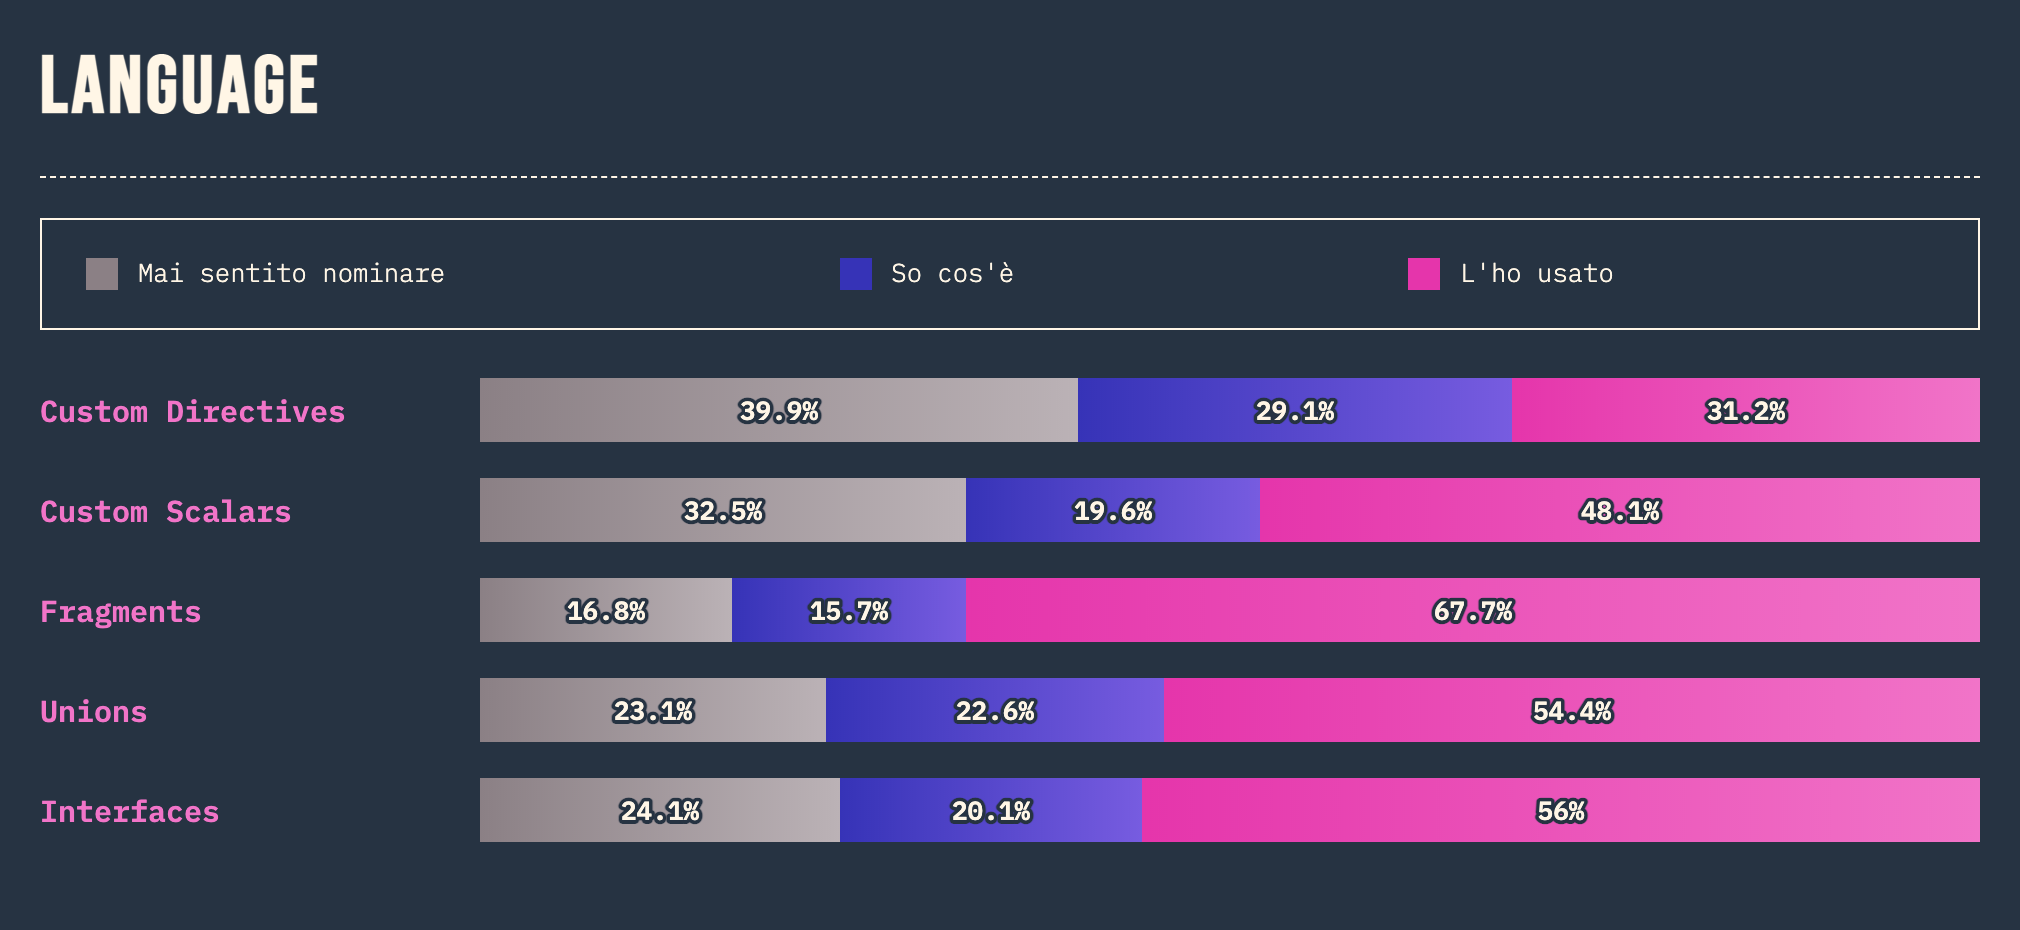 LANGUAGE
Mai sentito nominare So cos'è L'ho usato
Custom Directives 39.9% 29.1% 31.2%
Custom Scalars 32.5% 19.6% 48.1%
Fragments 16.8% 15.7% 67.7%
Unions 23.1% 22.6% 54.4%
Interfaces 24.1% 20.1% 56%